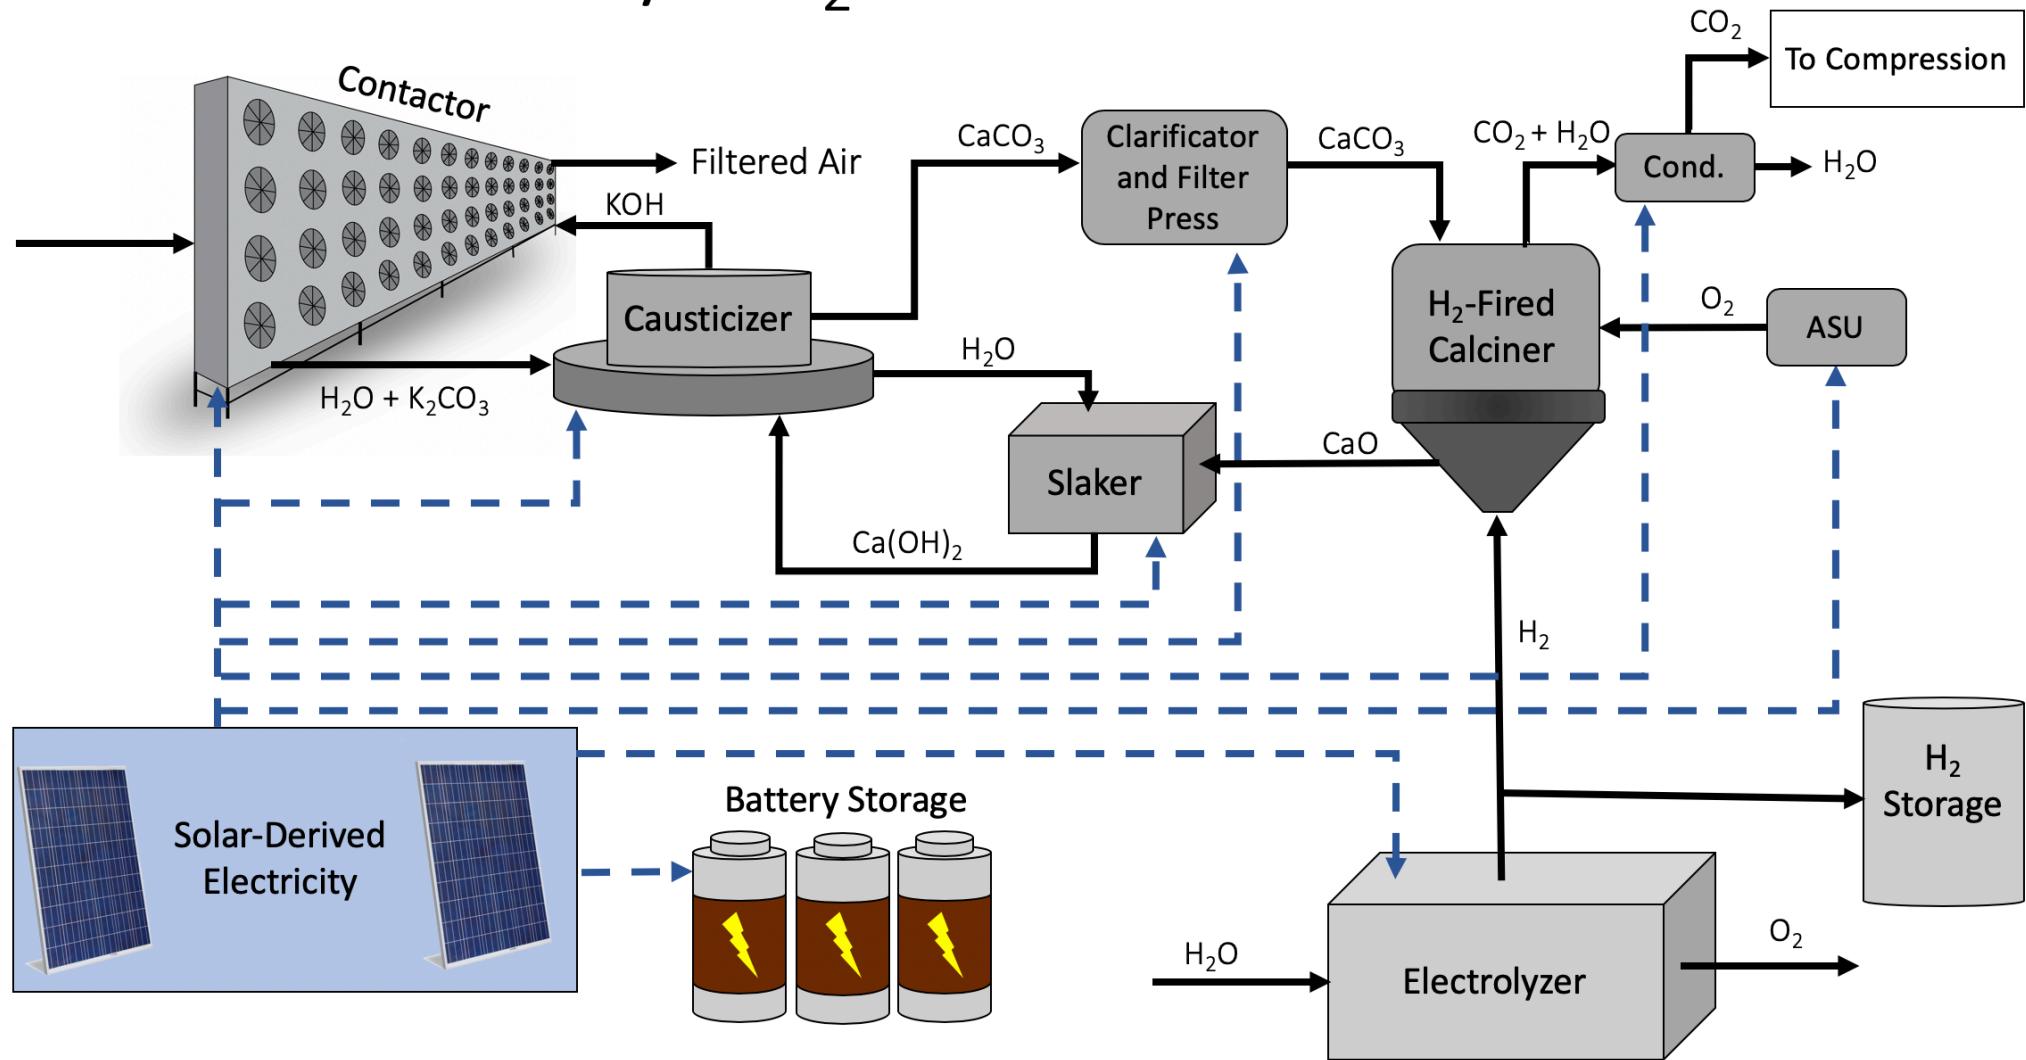 CO₂
To Compression
Contactor
CaCO₃
Clarificator
and Filter
Press
CaCO₃
CO₂ + H₂O
Cond.
H₂O
Filtered Air
KOH
Causticizer
H₂-Fired
Calciner
O₂
ASU
H₂O
H₂O + K₂CO₃
CaO
Slaker
Ca(OH)₂
H₂
H₂
Storage
Battery Storage
Solar-Derived
Electricity
H₂O
Electrolyzer
O₂